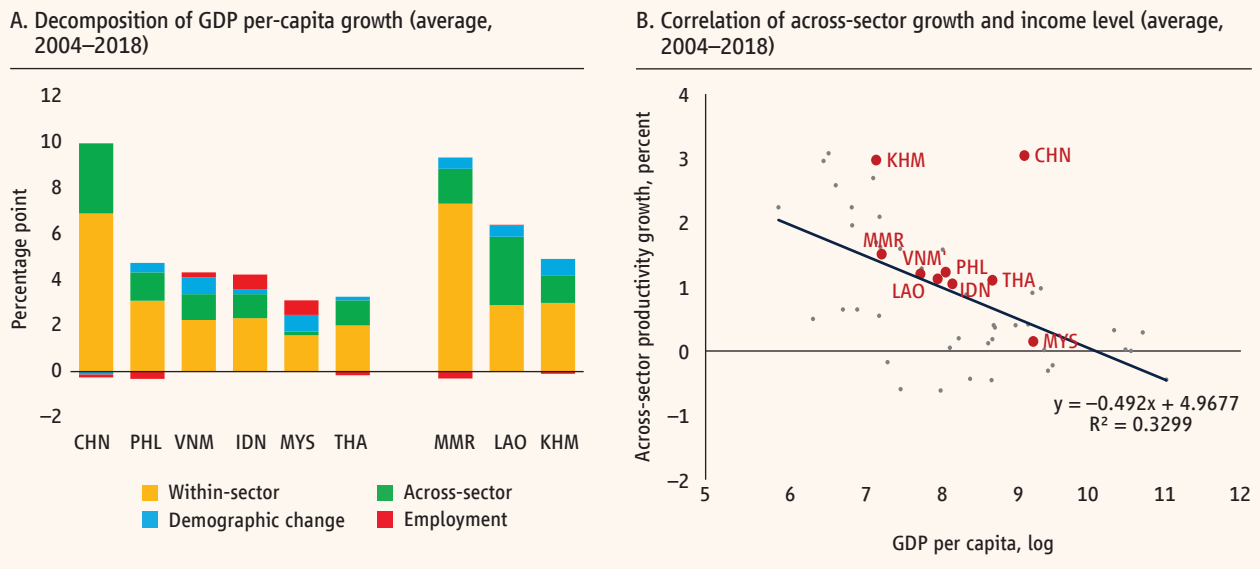 A. Decomposition of GDP per-capita growth (average,
2004–2018)
Percentage point
12
10
8
6
4
2
0
–2
CHN PHL VNM IDN MYS THA MMR LAO KHM
Within-sector Across-sector
Demographic change Employment
B. Correlation of across-sector growth and income level (average,
2004–2018)
Across-sector productivity growth, percent
4
3
2
1
0
–1
–2
KHM
CHN
MMR
VNM
PHL
LAO
IDN
THA
MYS
y = –0.492x + 4.9677
R² = 0.3299
5 6 7 8 9 10 11 12
GDP per capita, log